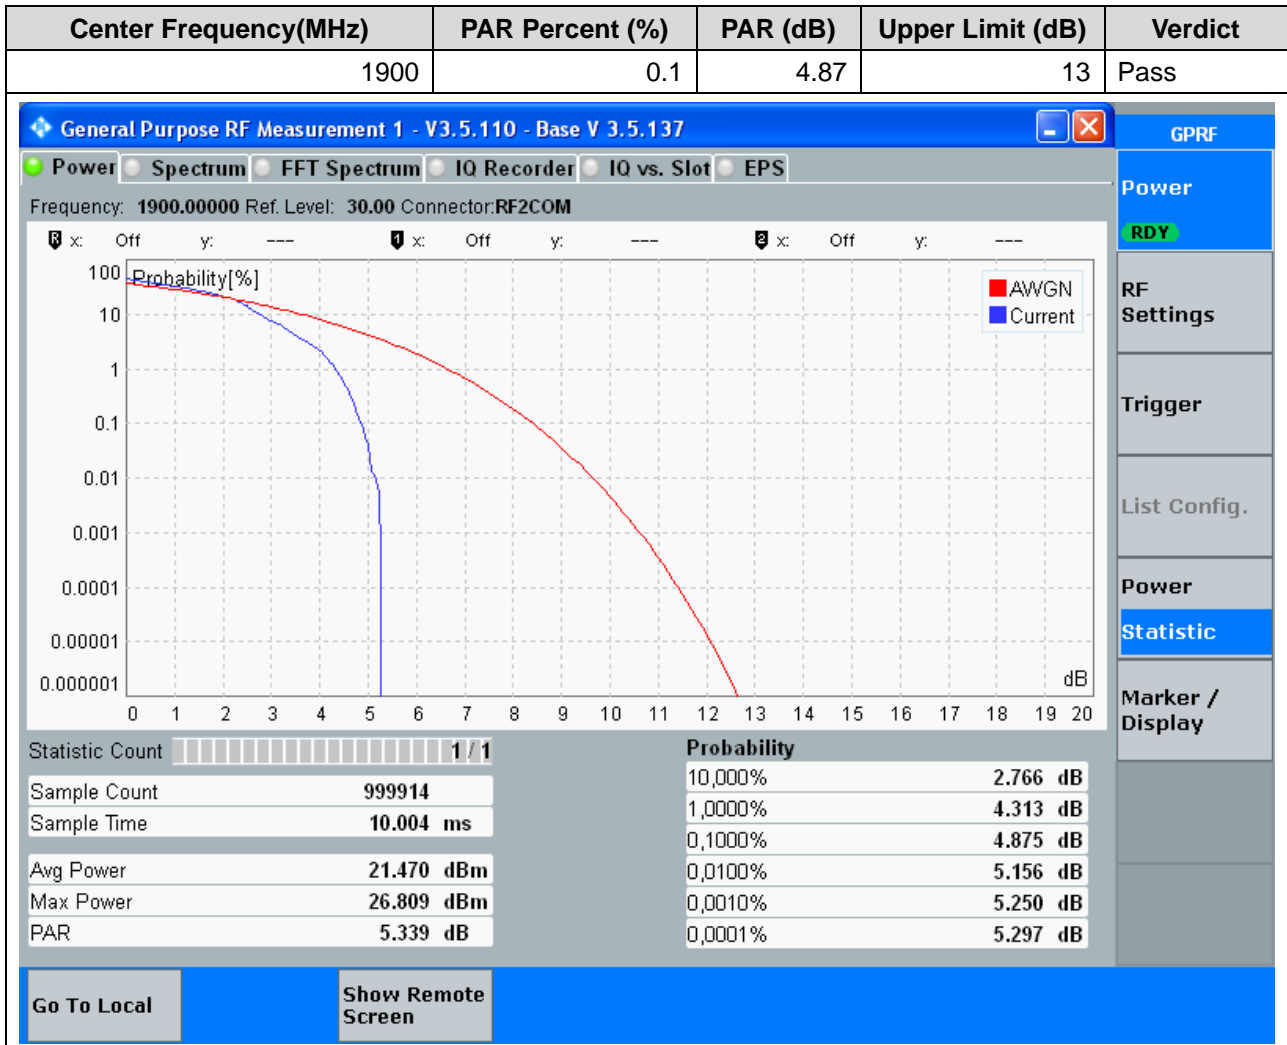 Center Frequency(MHz) PAR Percent (%) PAR (dB) Upper Limit (dB) Verdict
1900 0.1 4.87 13 Pass
General Purpose RF Measurement 1 - V3.5.110 - Base V 3.5.137
GPRF
Power Spectrum FFT Spectrum IQ Recorder IQ vs. Slot EPS
Frequency: 1900.00000 Ref. Level: 30.00 Connector:RF2COM
R x: Off y: --- 1 x: Off y: --- 2 x: Off y: ---
Probability[%]
100
10
1
0.1
0.01
0.001
0.0001
0.00001
0.000001
AWGN
Current
dB
0 1 2 3 4 5 6 7 8 9 10 11 12 13 14 15 16 17 18 19 20
Statistic Count 1 / 1
Sample Count 999914
Sample Time 10.004 ms
Avg Power 21.470 dBm
Max Power 26.809 dBm
PAR 5.339 dB
Probability
10,000% 2.766 dB
1,0000% 4.313 dB
0,1000% 4.875 dB
0,0100% 5.156 dB
0,0010% 5.250 dB
0,0001% 5.297 dB
Power
RDY
RF
Settings
Trigger
List Config.
Power
Statistic
Marker /
Display
Go To Local
Show Remote
Screen